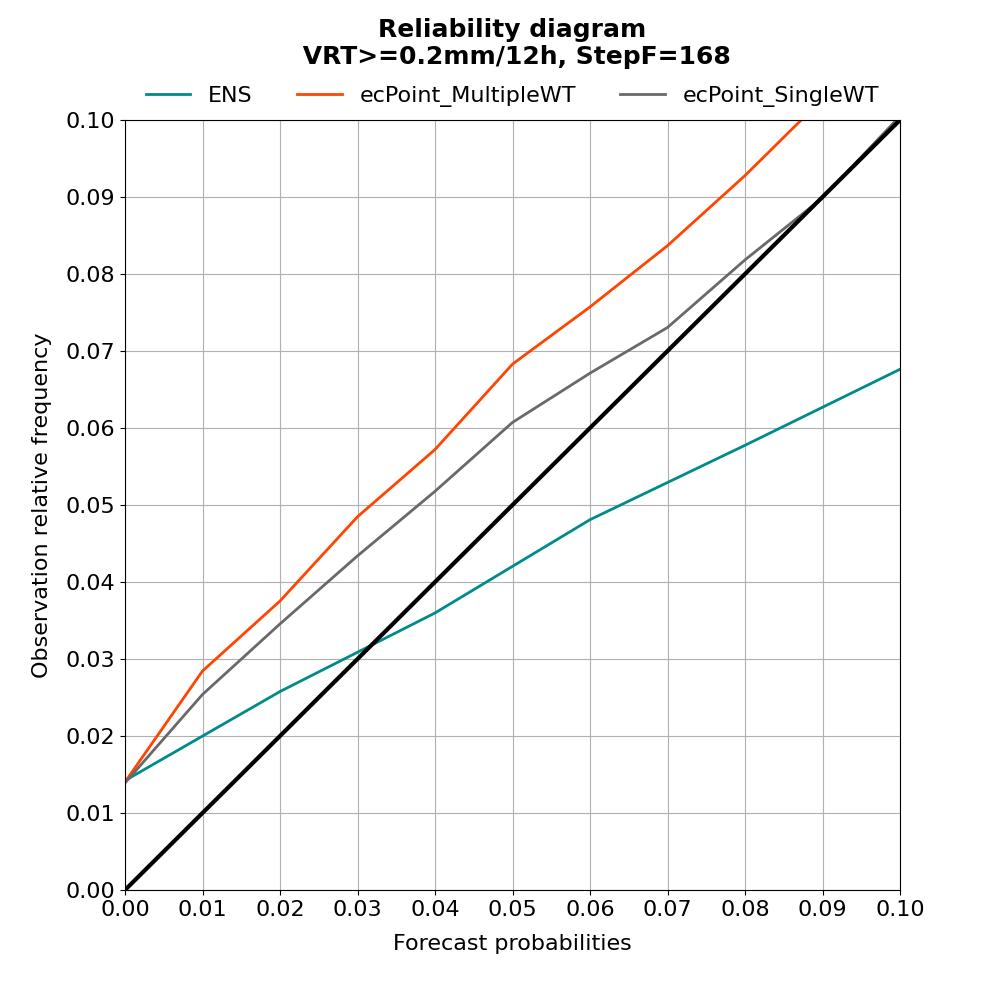 Reliability diagram
VRT>=0.2mm/12h, StepF=168
ENS ecPoint_MultipleWT ecPoint_SingleWT
0.10
0.09
0.08
0.07
0.06
0.05
0.04
0.03
0.02
0.01
0.00
Observation relative frequency
0.00 0.01 0.02 0.03 0.04 0.05 0.06 0.07 0.08 0.09 0.10
Forecast probabilities